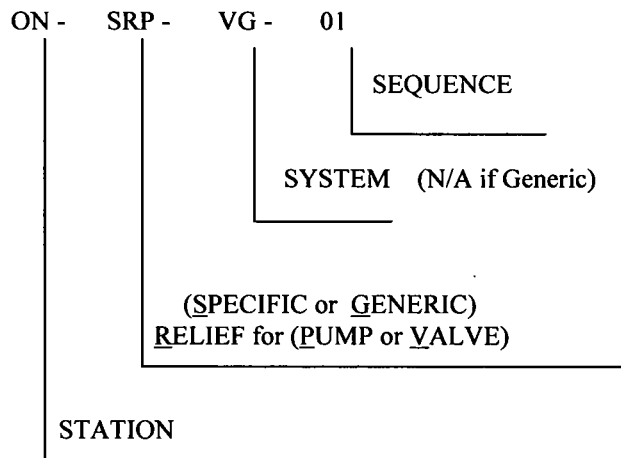 ON - SRP - VG - 01
SEQUENCE
SYSTEM (N/A if Generic)
(SPECIFIC or GENERIC)
RELIEF for (PUMP or VALVE)
STATION